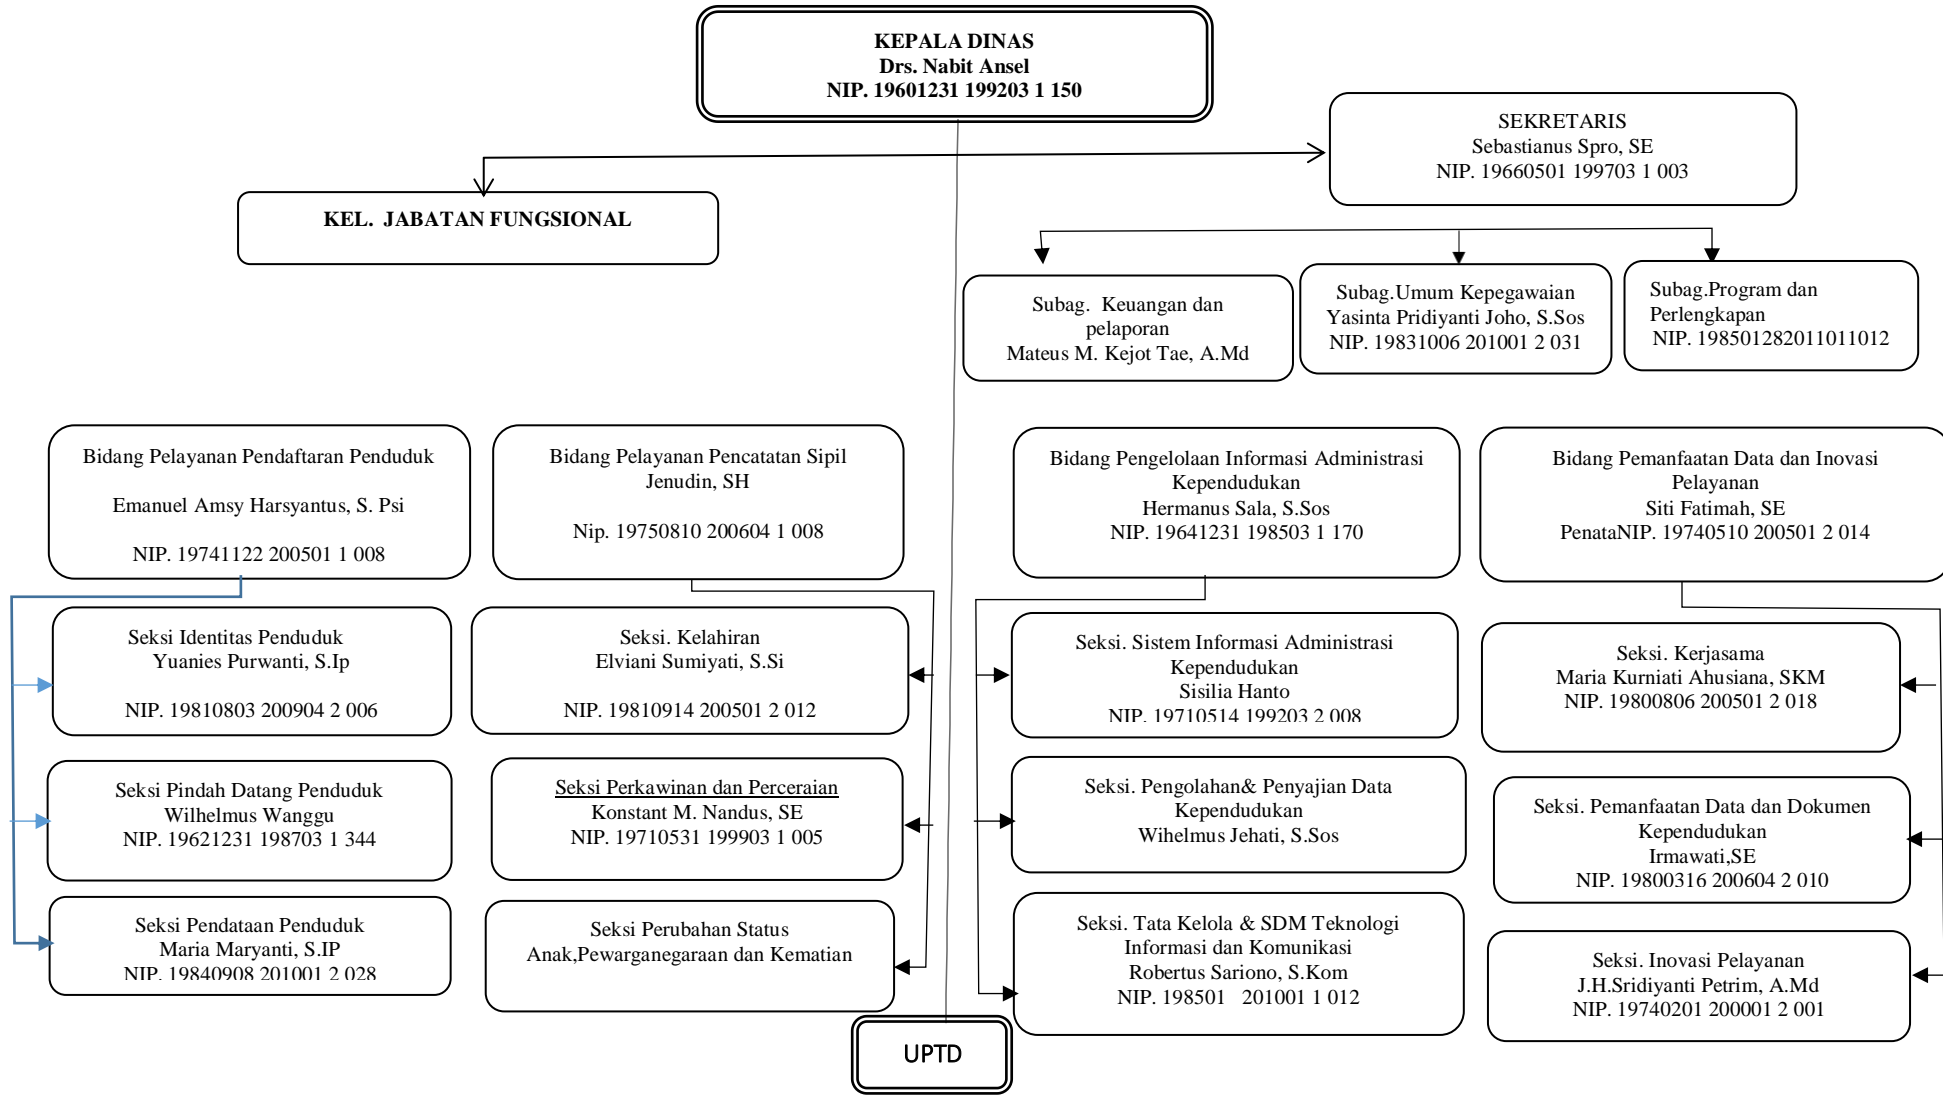 KEPALA DINAS
Drs. Nabit Ansel
NIP. 19601231 199203 1 150
SEKRETARIS
Sebastianus Spro, SE
NIP. 19660501 199703 1 003
KEL.  JABATAN FUNGSIONAL
Subag.  Keuangan dan
pelaporan
Mateus M. Kejot Tae, A.Md
Subag.Umum Kepegawaian
Yasinta Pridiyanti Joho, S.Sos
NIP. 19831006 201001 2 031
Subag.Program dan
Perlengkapan
NIP. 198501282011011012
Bidang Pelayanan Pendaftaran Penduduk
Emanuel Amsy Harsyantus, S. Psi
NIP. 19741122 200501 1 008
Bidang Pelayanan Pencatatan Sipil
Jenudin, SH
Nip. 19750810 200604 1 008
Bidang Pengelolaan Informasi Administrasi
Kependudukan
Hermanus Sala, S.Sos
NIP. 19641231 198503 1 170
Bidang Pemanfaatan Data dan Inovasi
Pelayanan
Siti Fatimah, SE
PenataNIP. 19740510 200501 2 014
Seksi Identitas Penduduk
Yuanies Purwanti, S.Ip
NIP. 19810803 200904 2 006
Seksi. Kelahiran
Elviani Sumiyati, S.Si
NIP. 19810914 200501 2 012
Seksi. Sistem Informasi Administrasi
Kependudukan
Sisilia Hanto
NIP. 19710514 199203 2 008
Seksi. Kerjasama
Maria Kurniati Ahusiana, SKM
NIP. 19800806 200501 2 018
Seksi Pindah Datang Penduduk
Wilhelmus Wanggu
NIP. 19621231 198703 1 344
Seksi Perkawinan dan Perceraian
Konstant M. Nandus, SE
NIP. 19710531 199903 1 005
Seksi. Pengolahan& Penyajian Data
Kependudukan
Wihelmus Jehati, S.Sos
Seksi. Pemanfaatan Data dan Dokumen
Kependudukan
Irmawati,SE
NIP. 19800316 200604 2 010
Seksi Pendataan Penduduk
Maria Maryanti, S.IP
NIP. 19840908 201001 2 028
Seksi Perubahan Status
Anak,Pewarganegaraan dan Kematian
Seksi. Tata Kelola & SDM Teknologi
Informasi dan Komunikasi
Robertus Sariono, S.Kom
NIP. 198501   201001 1 012
Seksi. Inovasi Pelayanan
J.H.Sridiyanti Petrim, A.Md
NIP. 19740201 200001 2 001
UPTD